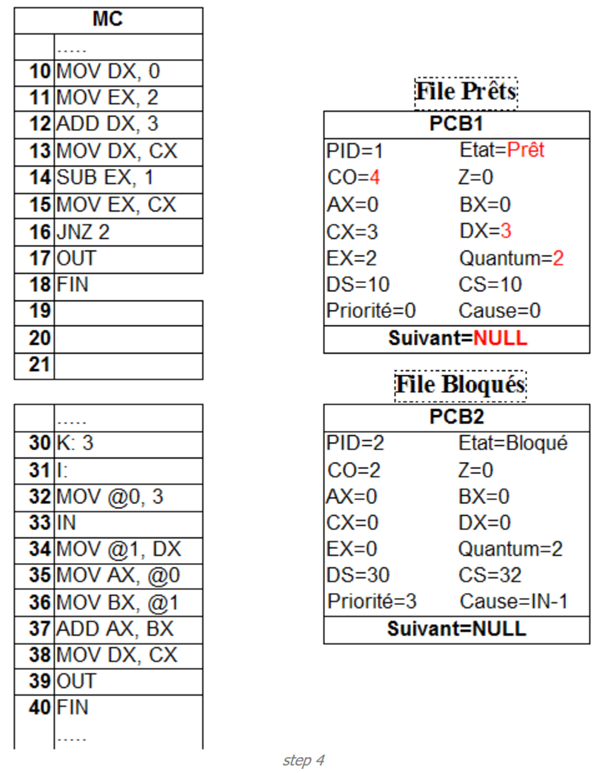 MC
.....
10 MOV DX, 0
11 MOV EX, 2
12 ADD DX, 3
13 MOV DX, CX
14 SUB EX, 1
15 MOV EX, CX
16 JNZ 2
17 OUT
18 FIN
19
20
21
.....
30 K: 3
31 I:
32 MOV @0, 3
33 IN
34 MOV @1, DX
35 MOV AX, @0
36 MOV BX, @1
37 ADD AX, BX
38 MOV DX, CX
39 OUT
40 FIN
.....
File Prêts
PCB1
PID=1 Etat=Prêt
CO=4 Z=0
AX=0 BX=0
CX=3 DX=3
EX=2 Quantum=2
DS=10 CS=10
Priorité=0 Cause=0
Suivant=NULL
File Bloqués
PCB2
PID=2 Etat=Bloqué
CO=2 Z=0
AX=0 BX=0
CX=0 DX=0
EX=0 Quantum=2
DS=30 CS=32
Priorité=3 Cause=IN-1
Suivant=NULL
step 4